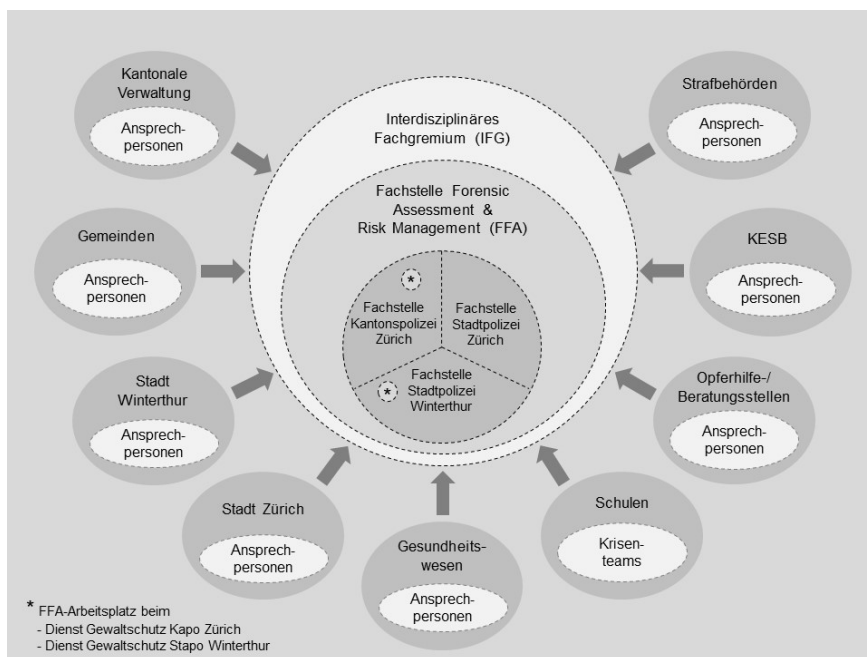 Kantonale
Verwaltung
Ansprech-
personen
Strafbehörden
Ansprech-
personen
Interdisziplinäres
Fachgremium (IFG)
Fachstelle Forensic
Assessment &
Risk Management (FFA)
Gemeinden
Ansprech-
personen
KESB
Ansprech-
personen
*
Fachstelle
Kantonspolizei
Zürich
Fachstelle
Stadtpolizei
Zürich
*
Fachstelle
Stadtpolizei
Winterthur
Stadt
Winterthur
Ansprech-
personen
Opferhilfe-/
Beratungsstellen
Ansprech-
personen
Stadt Zürich
Ansprech-
personen
Gesundheits-
wesen
Ansprech-
personen
Schulen
Krisen-
teams
* FFA-Arbeitsplatz beim
- Dienst Gewaltschutz Kapo Zürich
- Dienst Gewaltschutz Stapo Winterthur